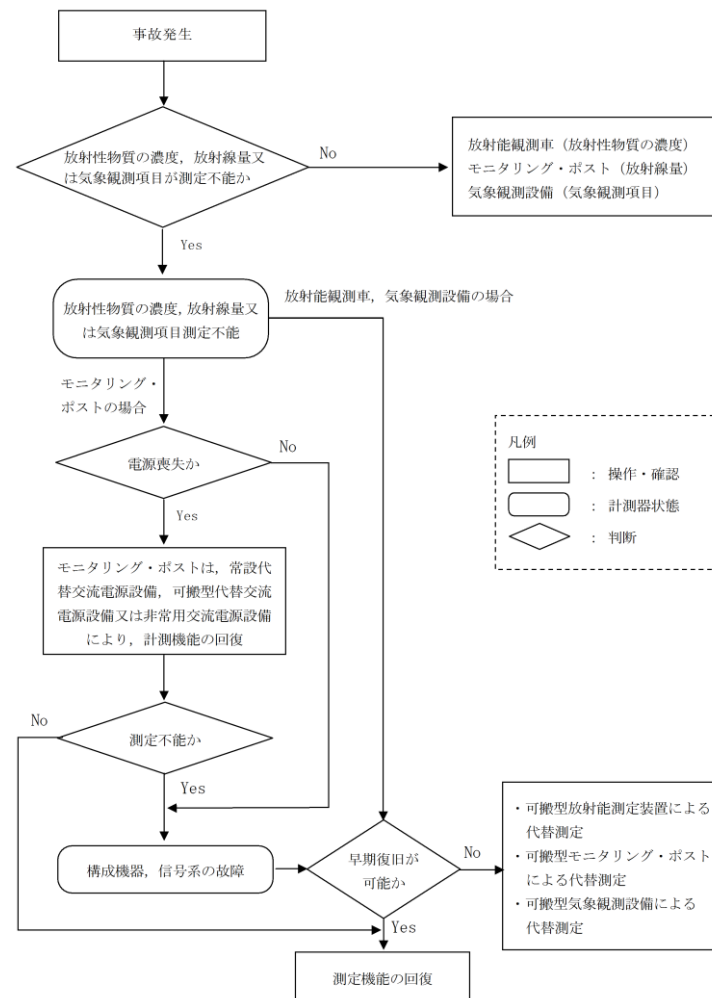 事故発生
放射性物質の濃度，放射線量又
は気象観測項目が測定不能か
No
放射能観測車（放射性物質の濃度）
モニタリング・ポスト（放射線量）
気象観測設備（気象観測項目）
Yes
放射性物質の濃度，放射線量又
は気象観測項目測定不能
放射能観測車，気象観測設備の場合
モニタリング・
ポストの場合
電源喪失か
No
Yes
凡例
： 操作・確認
： 計測器状態
： 判断
モニタリング・ポストは，常設代
替交流電源設備，可搬型代替交流
電源設備又は非常用交流電源設備
により，計測機能の回復
No
測定不能か
Yes
構成機器，信号系の故障
早期復旧が
可能か
No
・可搬型放射能測定装置による
代替測定
・可搬型モニタリング・ポスト
による代替測定
・可搬型気象観測設備による
代替測定
Yes
測定機能の回復